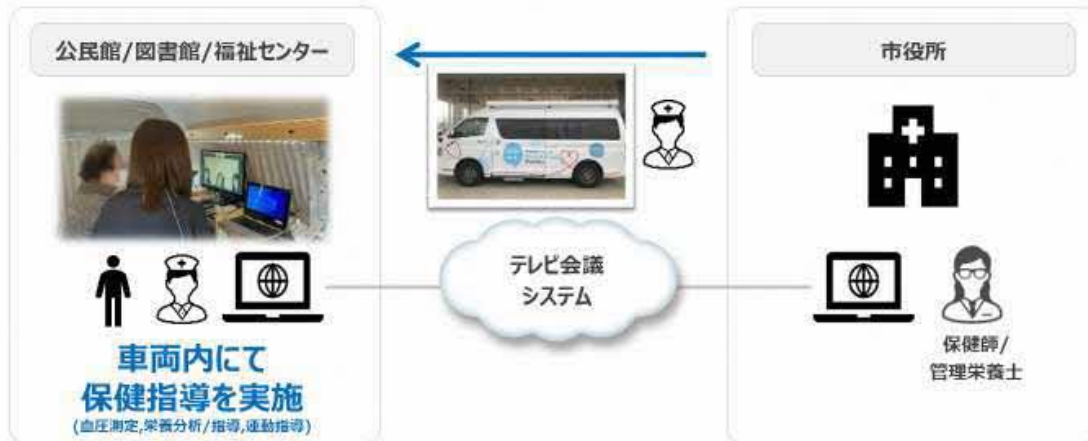 公民館/図書館/福祉センター
市役所
テレビ会議
システム
車両内にて
保健指導を実施
(血圧測定,栄養分析/指導,運動指導)
保健師/
管理栄養士